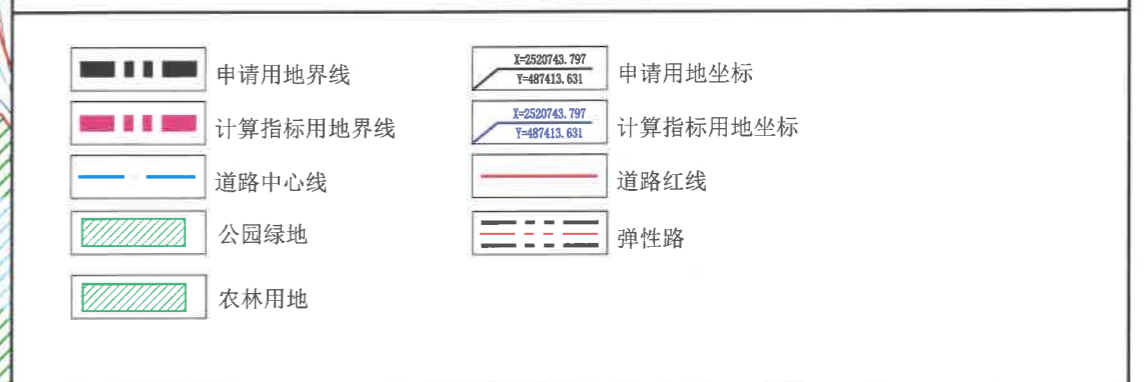 X=2520743.797
Y=487413.631
申请用地界线
申请用地坐标
X=2520743.797
Y=487413.631
计算指标用地界线
计算指标用地坐标
道路中心线
道路红线
公园绿地
弹性路
农林用地